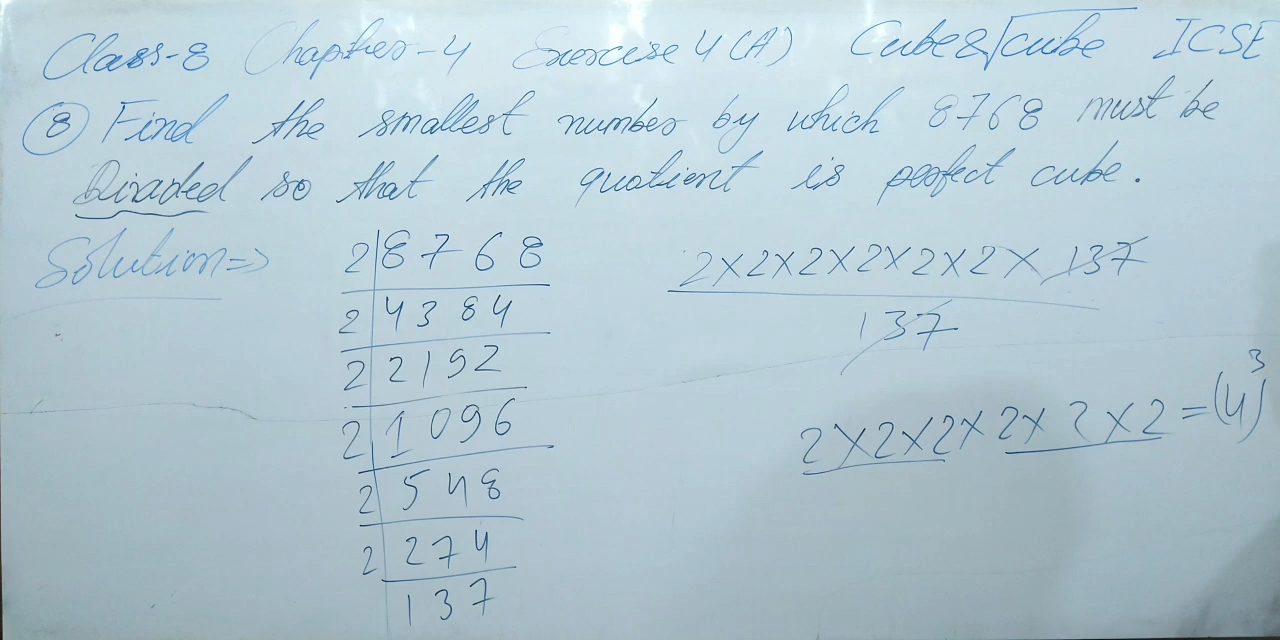 Class-8 Chapter-4 Exercise 4(A) Cube&√cube ICSE
⑧ Find the smallest number by which 8768 must be
Divided so that the quotient is perfect cube.
Solution=>
2|8768
2|4384
2|2192
2|1096
2|548
2|274
137
2×2×2×2×2×2×137
137
2×2×2×2×2×2=(4)³